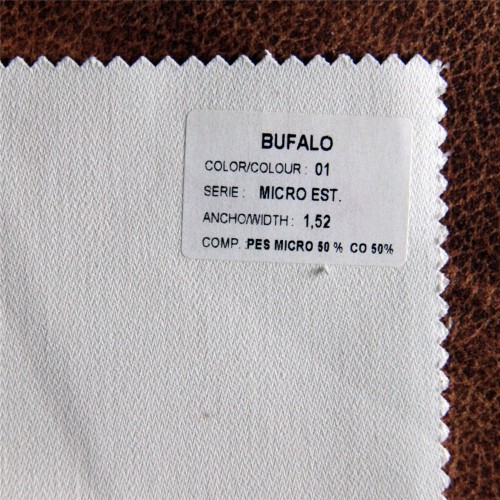 BUFALO
COLOR/COLOUR : 01
SERIE : MICRO EST.
ANCHO/WIDTH : 1,52
COMP. :PES MICRO 50 % CO 50%